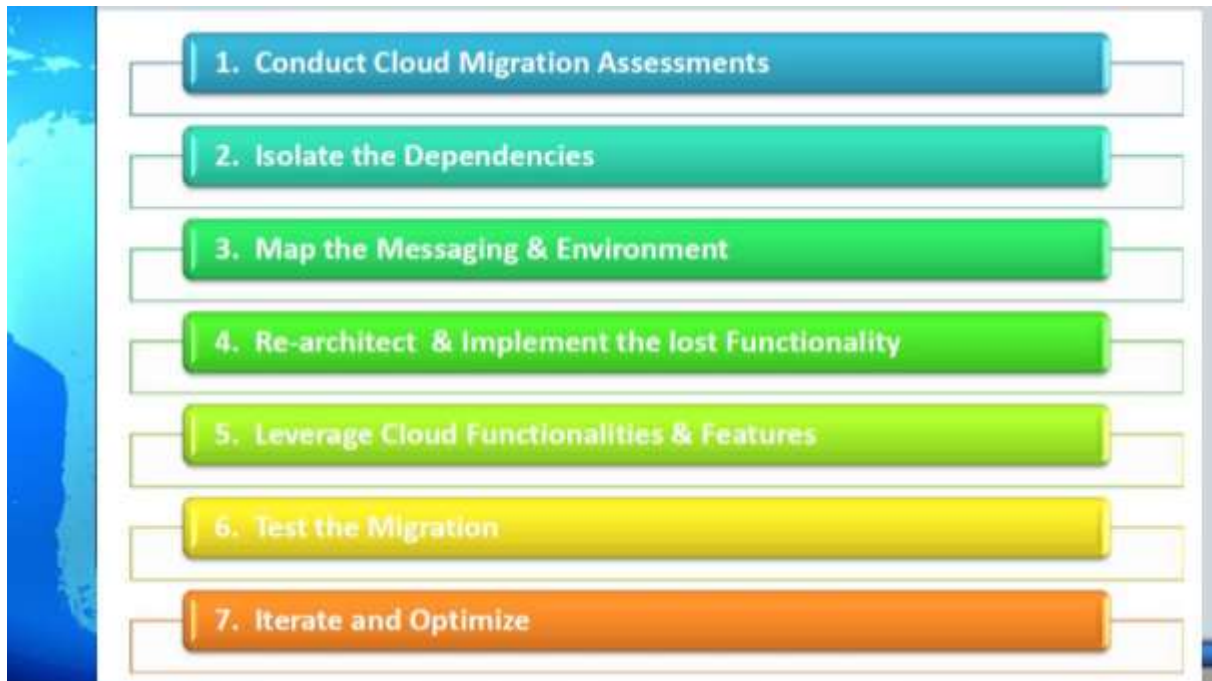 1. Conduct Cloud Migration Assessments
2. Isolate the Dependencies
3. Map the Messaging & Environment
4. Re-architect & Implement the lost Functionality
5. Leverage Cloud Functionalities & Features
6. Test the Migration
7. Iterate and Optimize